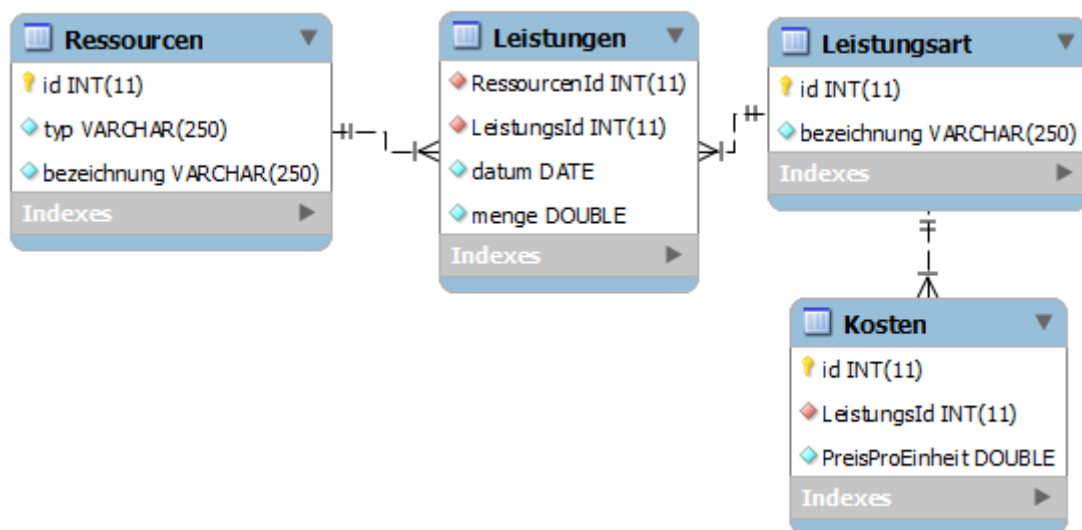 Ressourcen
id INT(11)
typ VARCHAR(250)
bezeichnung VARCHAR(250)
Indexes
Leistungen
RessourcenId INT(11)
LeistungsId INT(11)
datum DATE
menge DOUBLE
Indexes
Leistungsart
id INT(11)
bezeichnung VARCHAR(250)
Indexes
Kosten
id INT(11)
LeistungsId INT(11)
PreisProEinheit DOUBLE
Indexes